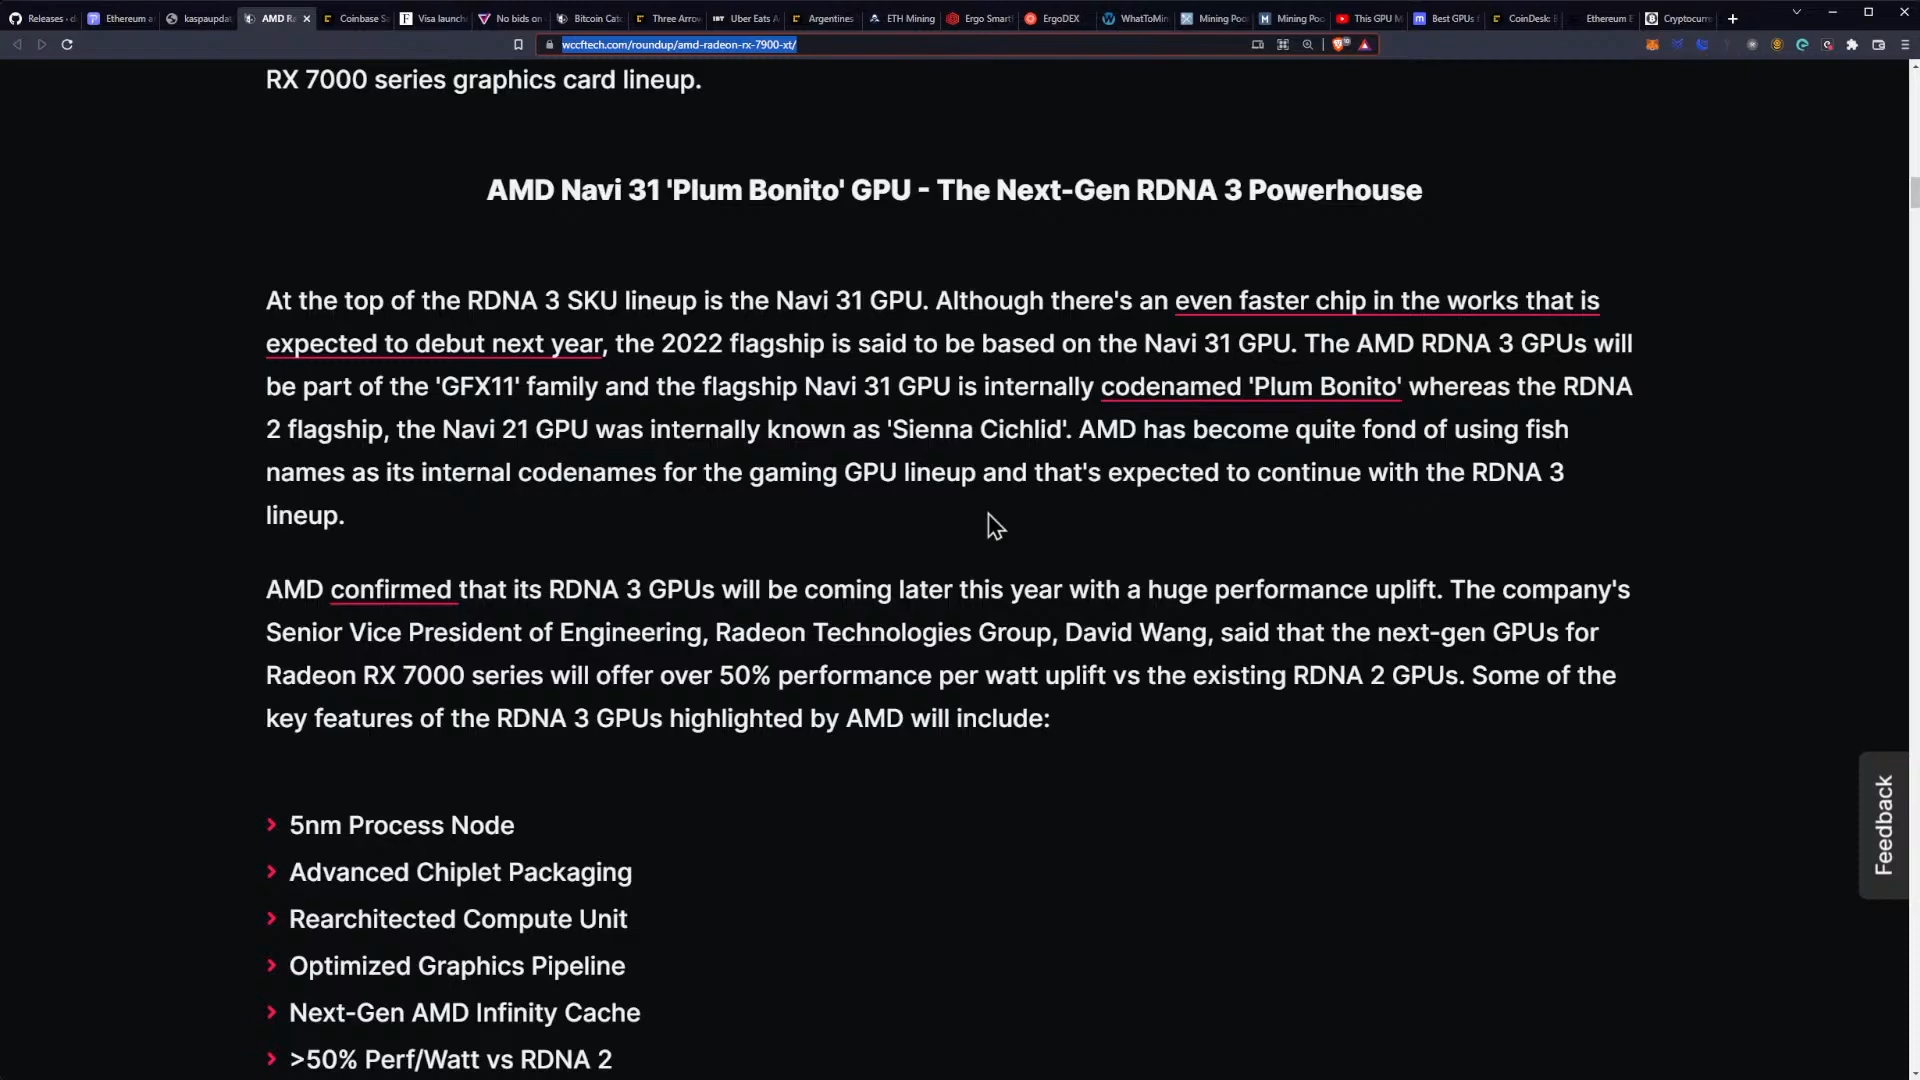 Releases · d
Ethereum a
kaspaupdat
AMD Ra
Coinbase S
Visa launch
No bids on
Bitcoin Cat
Three Arrow
Uber Eats A
Argentines
ETH Mining
Ergo Smart
ErgoDEX
WhatToMin
Mining Poo
Mining Poo
This GPU M
Best GPUs f
CoinDesk: B
Ethereum E
Cryptocurr
wccftech.com/roundup/amd-radeon-rx-7900-xt/
RX 7000 series graphics card lineup.
AMD Navi 31 'Plum Bonito' GPU - The Next-Gen RDNA 3 Powerhouse
At the top of the RDNA 3 SKU lineup is the Navi 31 GPU. Although there's an even faster chip in the works that is
expected to debut next year, the 2022 flagship is said to be based on the Navi 31 GPU. The AMD RDNA 3 GPUs will
be part of the 'GFX11' family and the flagship Navi 31 GPU is internally codenamed 'Plum Bonito' whereas the RDNA
2 flagship, the Navi 21 GPU was internally known as 'Sienna Cichlid'. AMD has become quite fond of using fish
names as its internal codenames for the gaming GPU lineup and that's expected to continue with the RDNA 3
lineup.
AMD confirmed that its RDNA 3 GPUs will be coming later this year with a huge performance uplift. The company's
Senior Vice President of Engineering, Radeon Technologies Group, David Wang, said that the next-gen GPUs for
Radeon RX 7000 series will offer over 50% performance per watt uplift vs the existing RDNA 2 GPUs. Some of the
key features of the RDNA 3 GPUs highlighted by AMD will include:
5nm Process Node
Advanced Chiplet Packaging
Rearchitected Compute Unit
Optimized Graphics Pipeline
Next-Gen AMD Infinity Cache
>50% Perf/Watt vs RDNA 2
Feedback